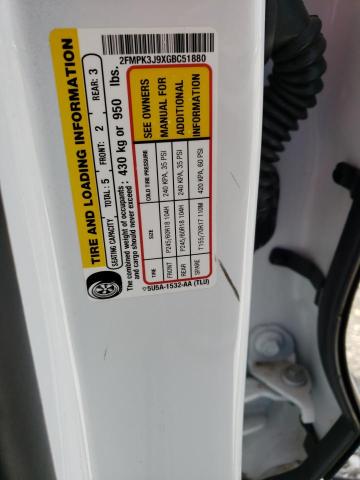 2FMPK3J9XGBC51880
TIRE AND LOADING INFORMATION
SEATING CAPACITY TOTAL: 5 FRONT: 2 REAR: 3
The combined weight of occupants and cargo should never exceed: 430 kg or 950 lbs.
TIRE SIZE COLD TIRE PRESSURE
FRONT P245/60R18 104H 240 KPA, 35 PSI
REAR P245/60R18 104H 240 KPA, 35 PSI
SPARE T155/70R17 110M 420 KPA, 60 PSI
SEE OWNERS
MANUAL FOR
ADDITIONAL
INFORMATION
5U5A-1532-AA (TLU)